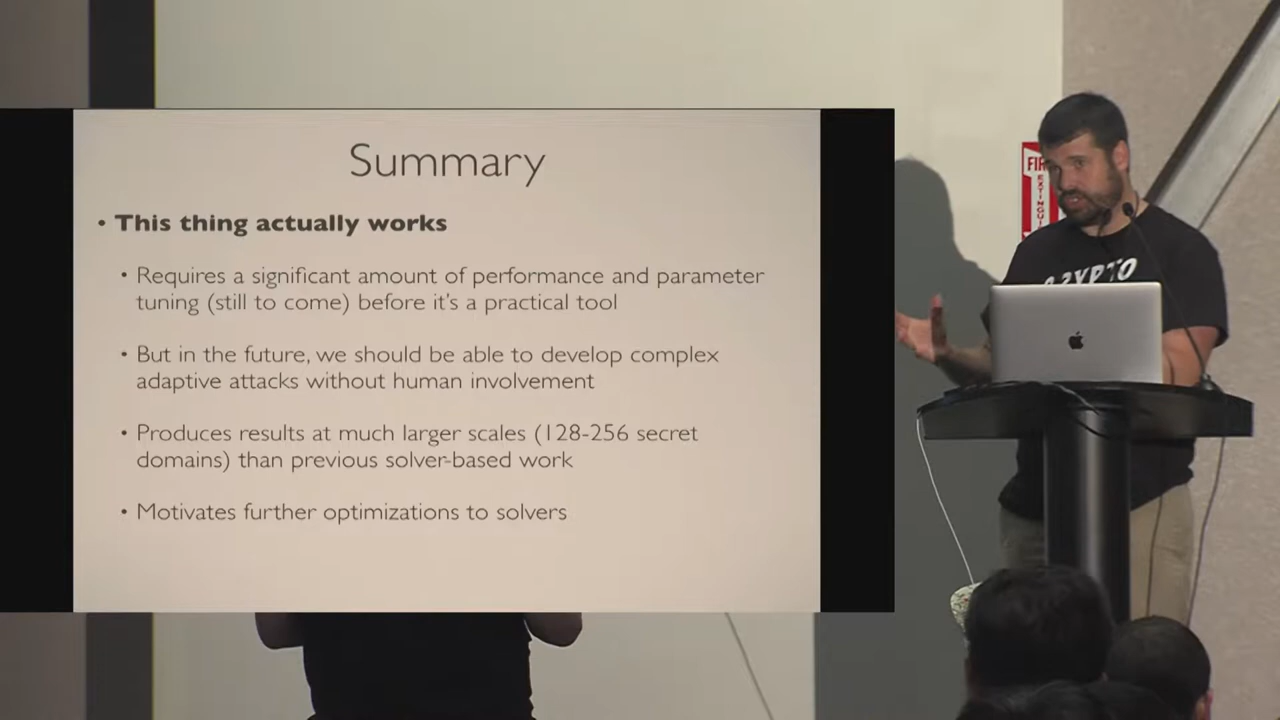 Summary
• This thing actually works
• Requires a significant amount of performance and parameter
tuning (still to come) before it's a practical tool
• But in the future, we should be able to develop complex
adaptive attacks without human involvement
• Produces results at much larger scales (128-256 secret
domains) than previous solver-based work
• Motivates further optimizations to solvers